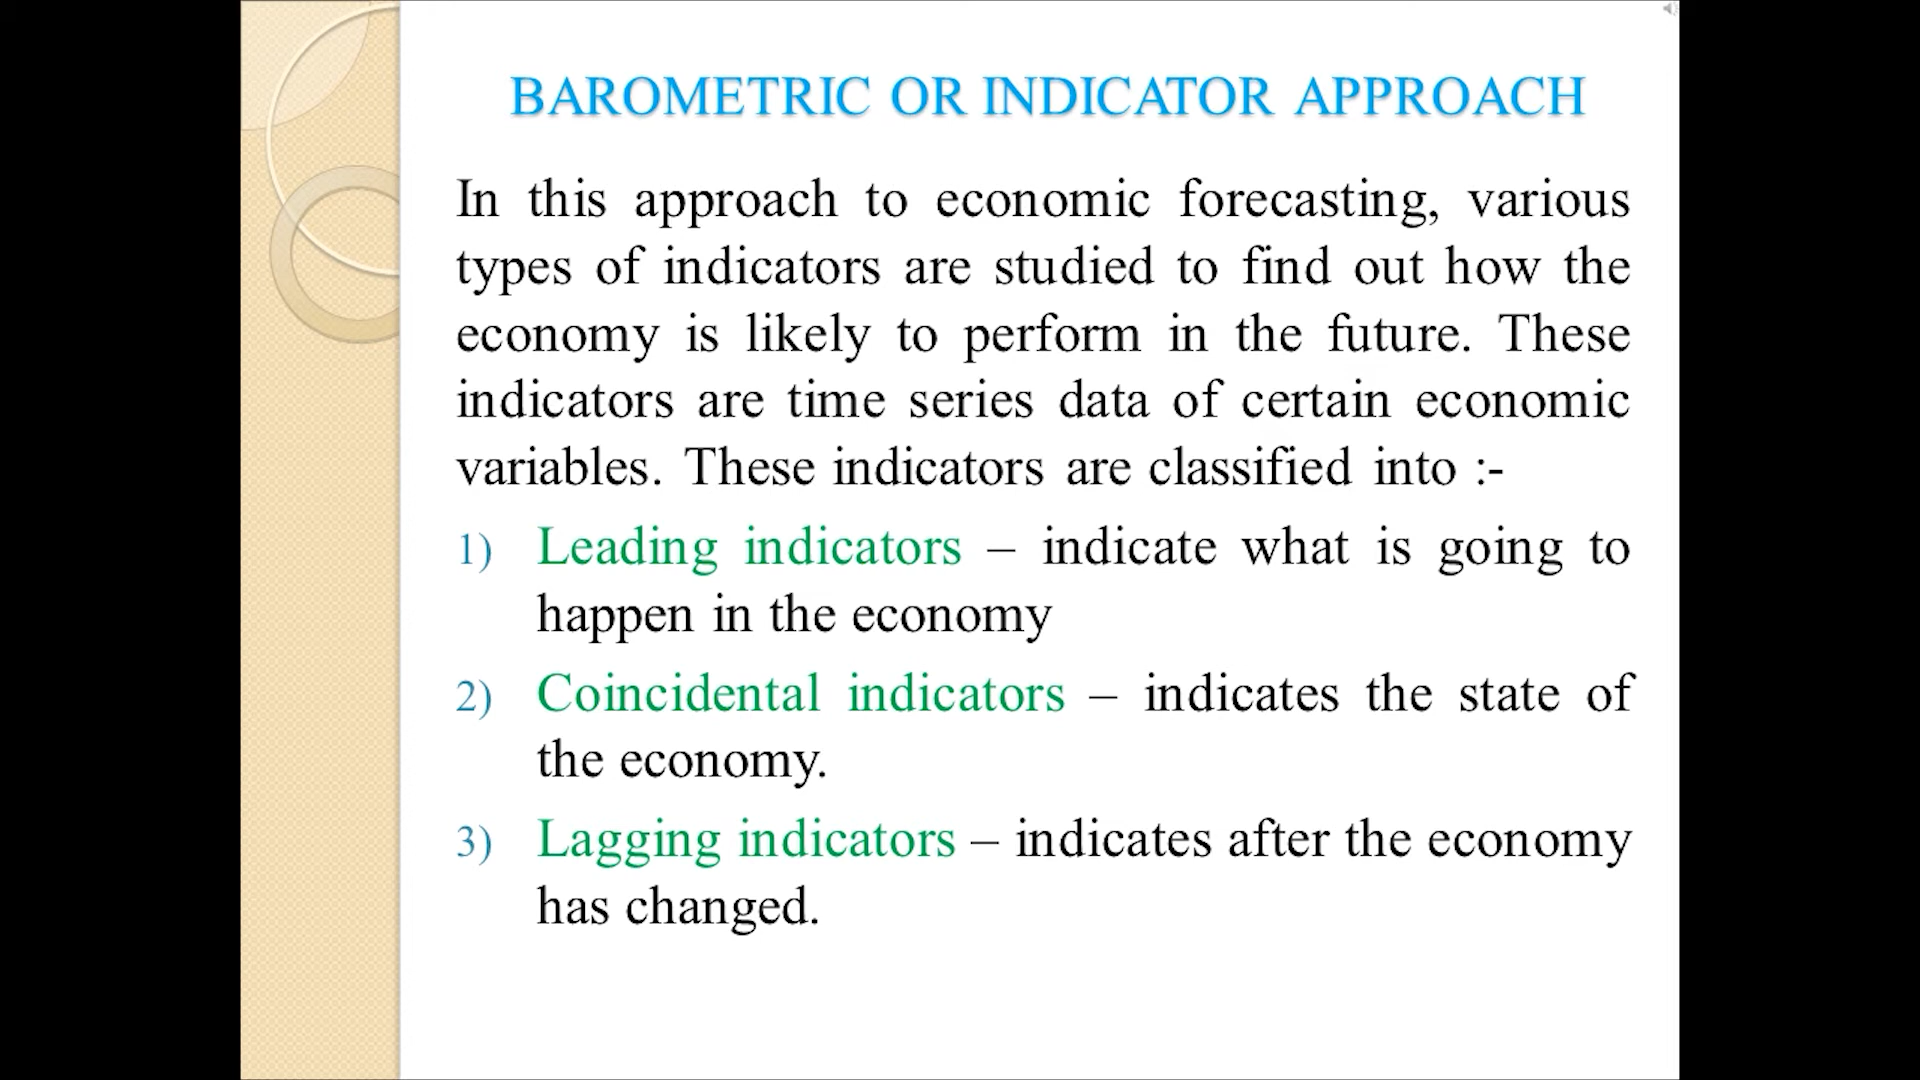 BAROMETRIC OR INDICATOR APPROACH
In this approach to economic forecasting, various
types of indicators are studied to find out how the
economy is likely to perform in the future. These
indicators are time series data of certain economic
variables. These indicators are classified into :-
1) Leading indicators – indicate what is going to
happen in the economy
2) Coincidental indicators – indicates the state of
the economy.
3) Lagging indicators – indicates after the economy
has changed.